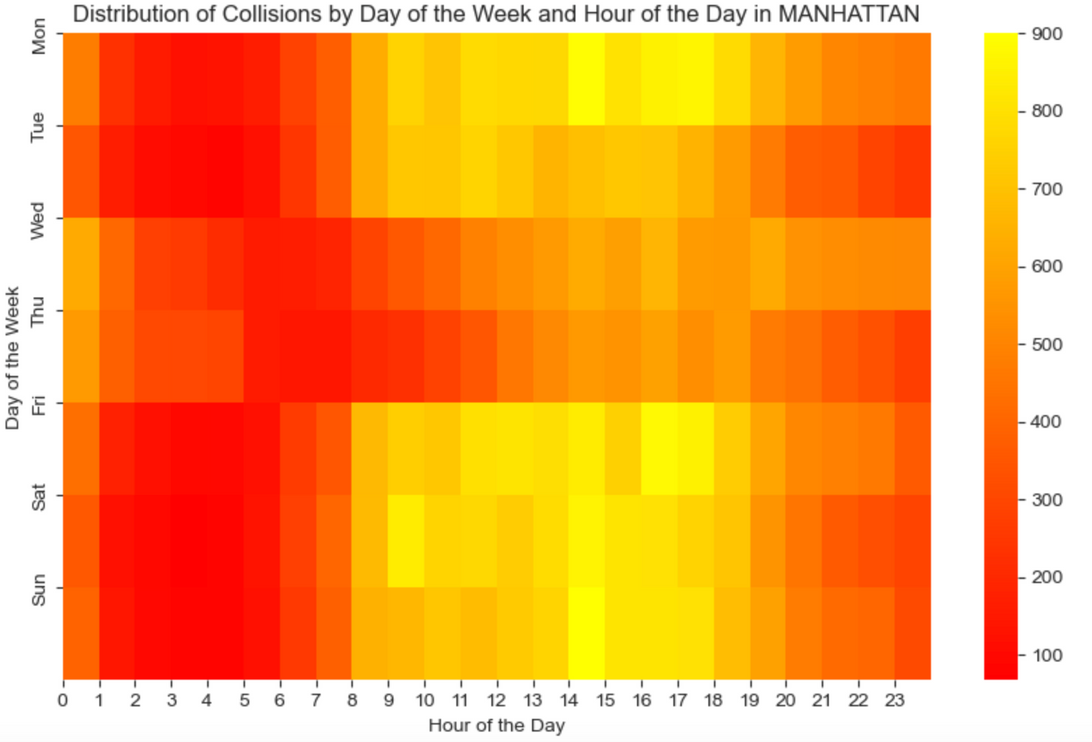 Distribution of Collisions by Day of the Week and Hour of the Day in MANHATTAN
Day of the Week
Mon
Tue
Wed
Thu
Fri
Sat
Sun
0 1 2 3 4 5 6 7 8 9 10 11 12 13 14 15 16 17 18 19 20 21 22 23
Hour of the Day
900
800
700
600
500
400
300
200
100